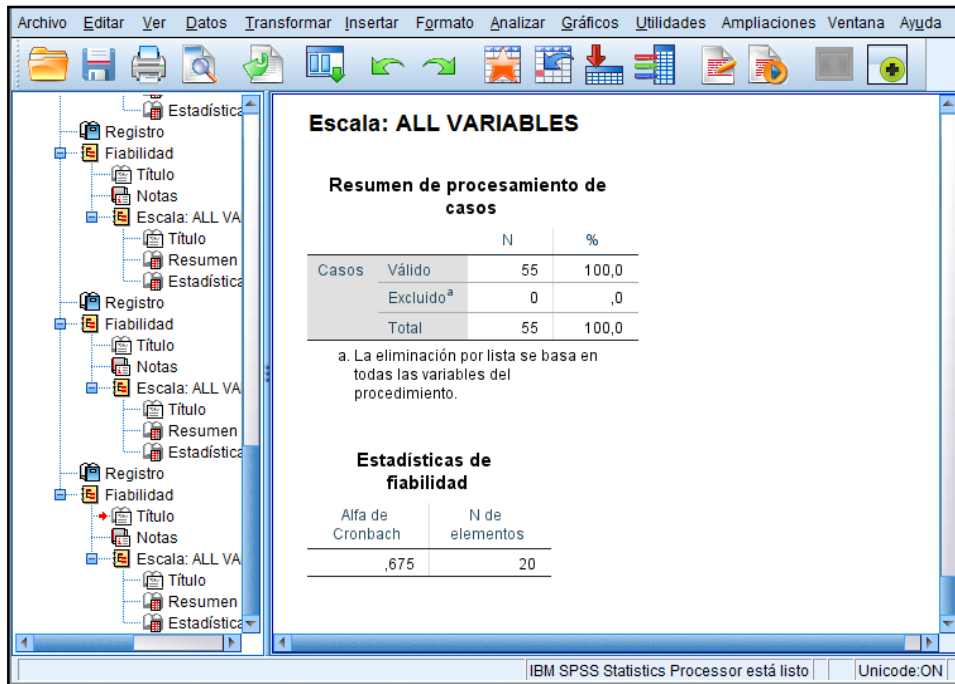 Archivo Editar Ver Datos Transformar Insertar Formato Analizar Gráficos Utilidades Ampliaciones Ventana Ayuda
Estadística
Registro
Fiabilidad
Título
Notas
Escala: ALL VA
Título
Resumen
Estadística
Registro
Fiabilidad
Título
Notas
Escala: ALL VA
Título
Resumen
Estadística
Registro
Fiabilidad
Título
Notas
Escala: ALL VA
Título
Resumen
Estadística
Escala: ALL VARIABLES
Resumen de procesamiento de
casos
N %
Casos Válido 55 100,0
Excluidoª 0 ,0
Total 55 100,0
a. La eliminación por lista se basa en
todas las variables del
procedimiento.
Estadísticas de
fiabilidad
Alfa de N de
Cronbach elementos
,675 20
IBM SPSS Statistics Processor está listo Unicode:ON